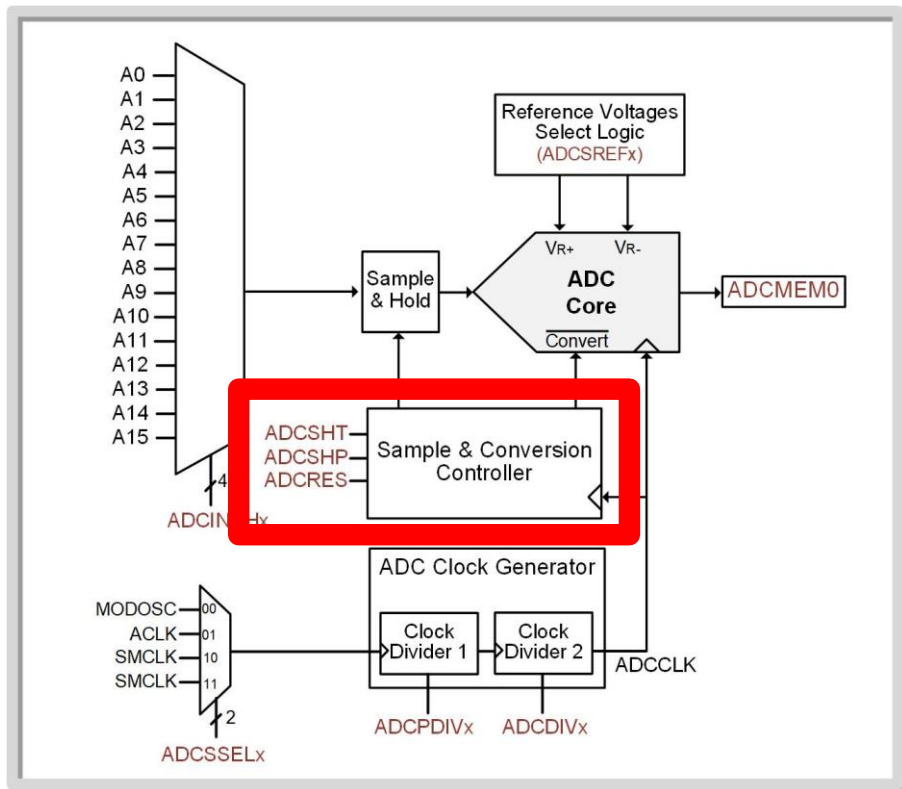 A0
A1
A2
A3
A4
A5
A6
A7
A8
A9
A10
A11
A12
A13
A14
A15
4
Reference Voltages
Select Logic
(ADCSREFx)
VR+ VR-
Sample
& Hold
ADC
Core
Convert
ADCMEM0
ADCSHT
ADCSHP
ADCRES
Sample & Conversion
Controller
MODOSC
ACLK
SMCLK
SMCLK
00
01
10
11
2
ADCSSELx
ADC Clock Generator
Clock
Divider 1
Clock
Divider 2
ADCCLK
ADCPDIVx
ADCDIVx